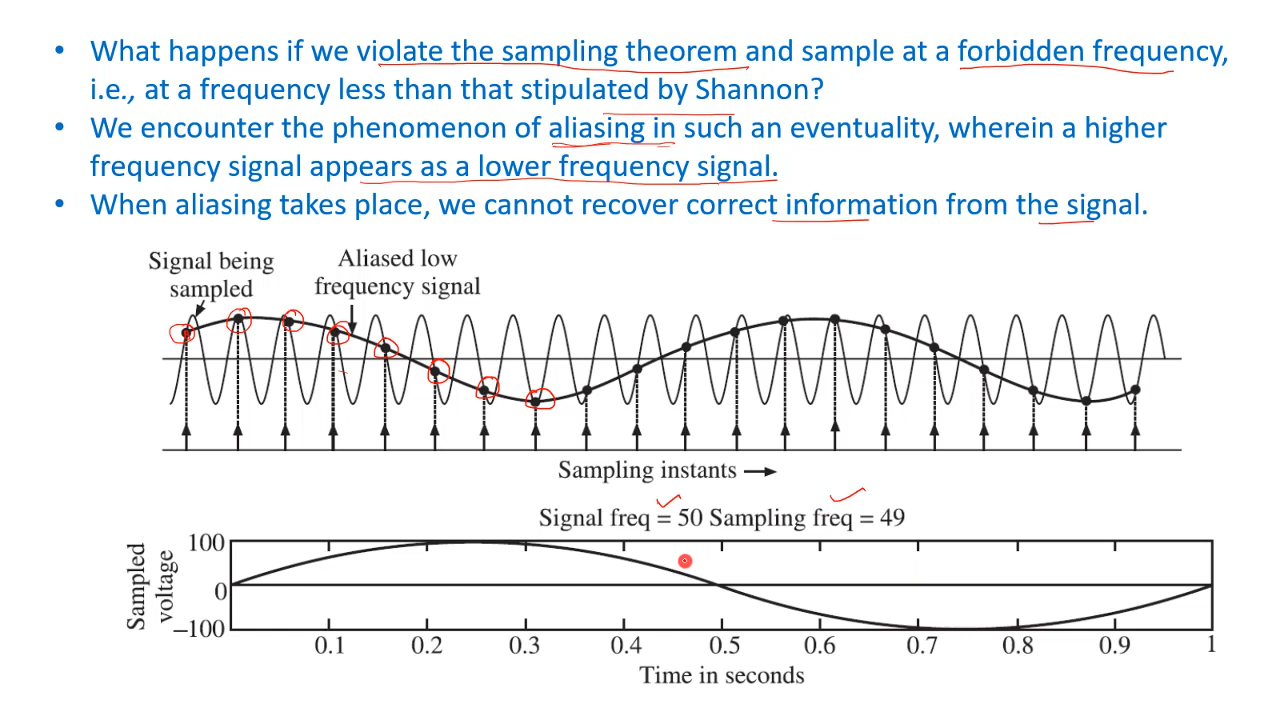 • What happens if we violate the sampling theorem and sample at a forbidden frequency,
i.e., at a frequency less than that stipulated by Shannon?
• We encounter the phenomenon of aliasing in such an eventuality, wherein a higher
frequency signal appears as a lower frequency signal.
• When aliasing takes place, we cannot recover correct information from the signal.
Signal being
sampled
Aliased low
frequency signal
Sampling instants
Signal freq = 50 Sampling freq = 49
Sampled
voltage
100
0
−100
0.1 0.2 0.3 0.4 0.5 0.6 0.7 0.8 0.9 1
Time in seconds